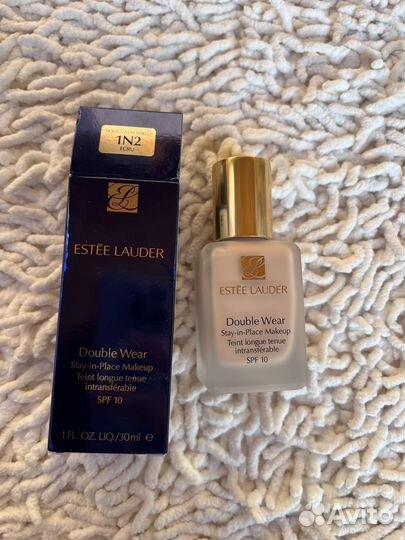 1N2
ECRU
ESTĒE LAUDER
Double Wear
Stay-in-Place Makeup
Teint longue tenue
intransférable
SPF 10
1 FL. OZ. LIQ./30ml e
ESTĒE LAUDER
Double Wear
Stay-in-Place Makeup
Teint longue tenue
intransférable
SPF 10
Avito